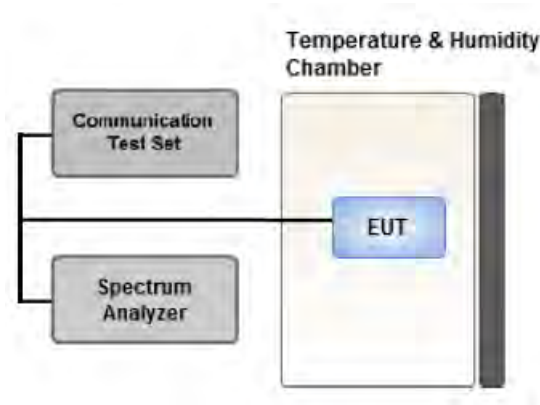 Temperature & Humidity
Chamber
Communication
Test Set
EUT
Spectrum
Analyzer